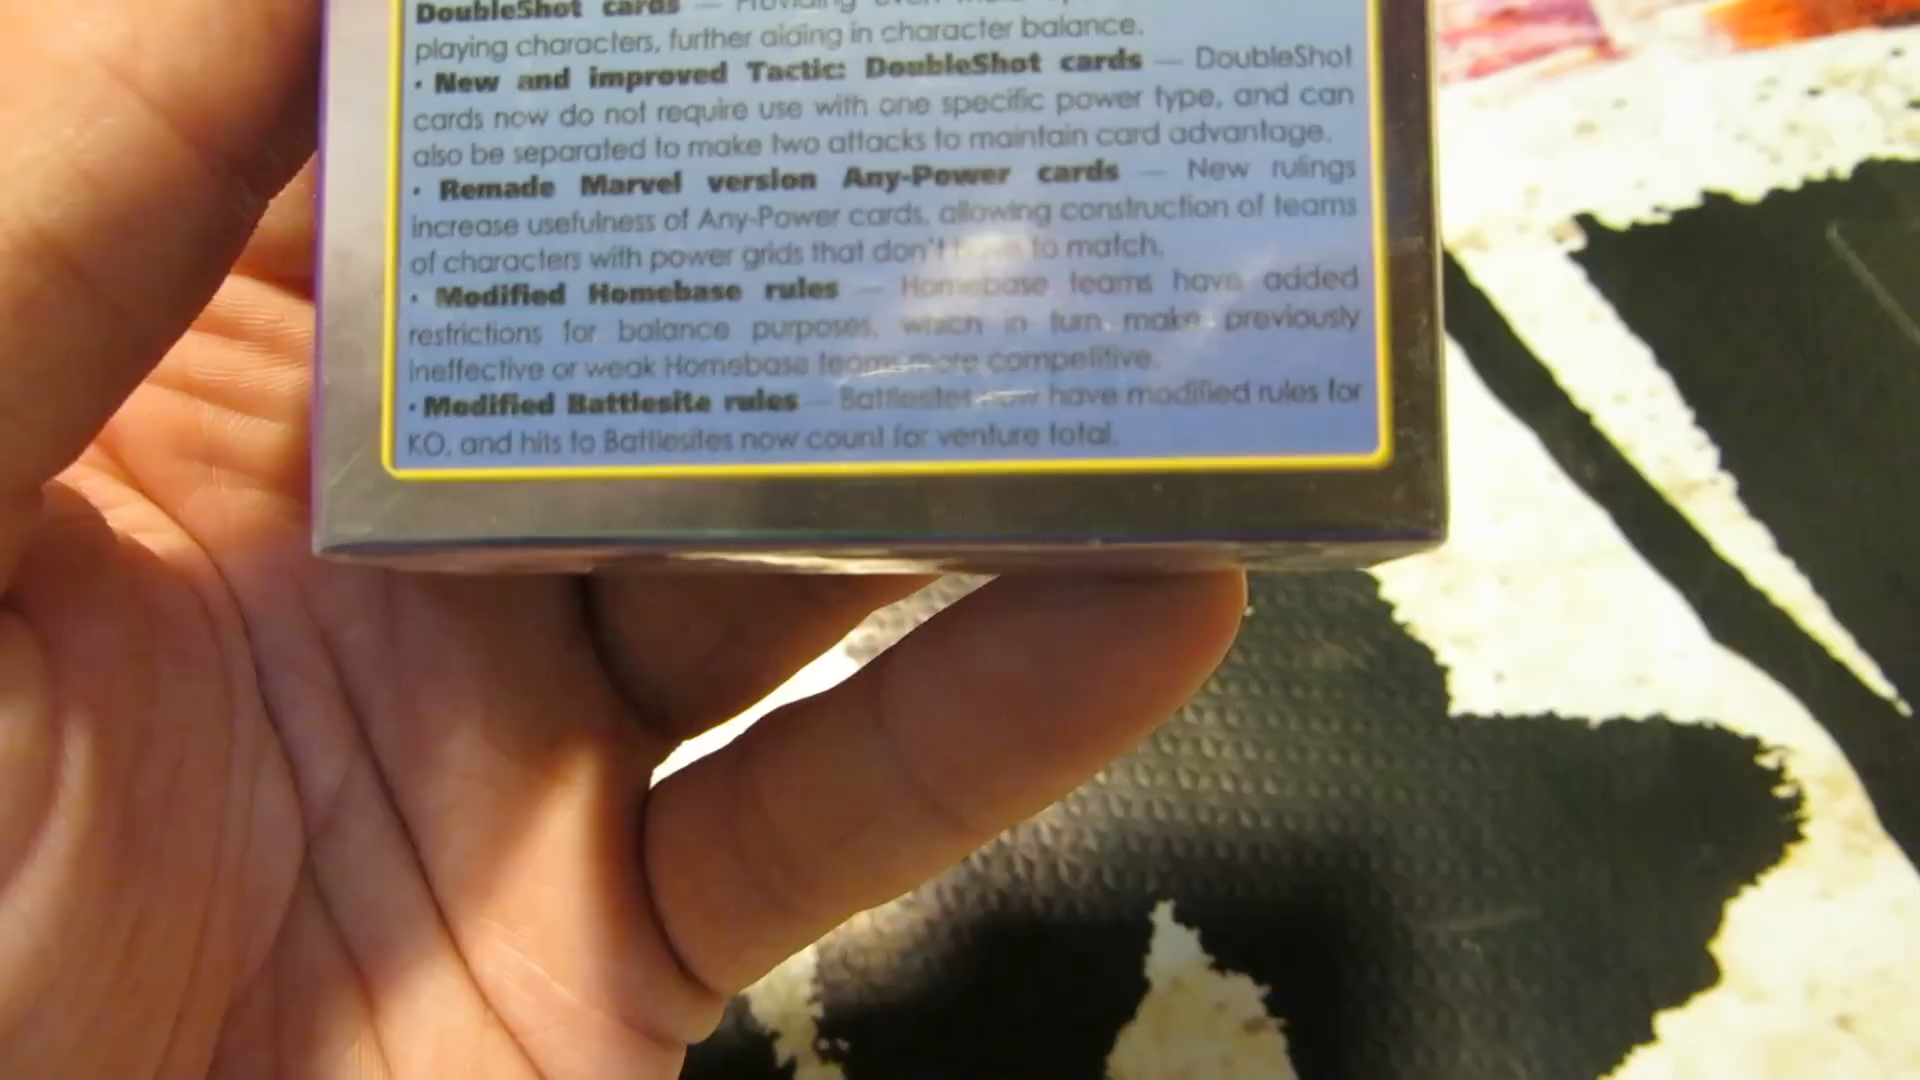 DoubleShot cards — Providing even
playing characters, further aiding in character balance.
· New and improved Tactic: DoubleShot cards — DoubleShot
cards now do not require use with one specific power type, and can
also be separated to make two attacks to maintain card advantage.
· Remade Marvel version Any-Power cards — New rulings
increase usefulness of Any-Power cards, allowing construction of teams
of characters with power grids that don't have to match.
· Modified Homebase rules — Homebase teams have added
restrictions for balance purposes, which in turn make previously
ineffective or weak Homebase teams more competitive.
· Modified Battlesite rules — Battlesites now have modified rules for
KO, and hits to Battlesites now count for venture total.